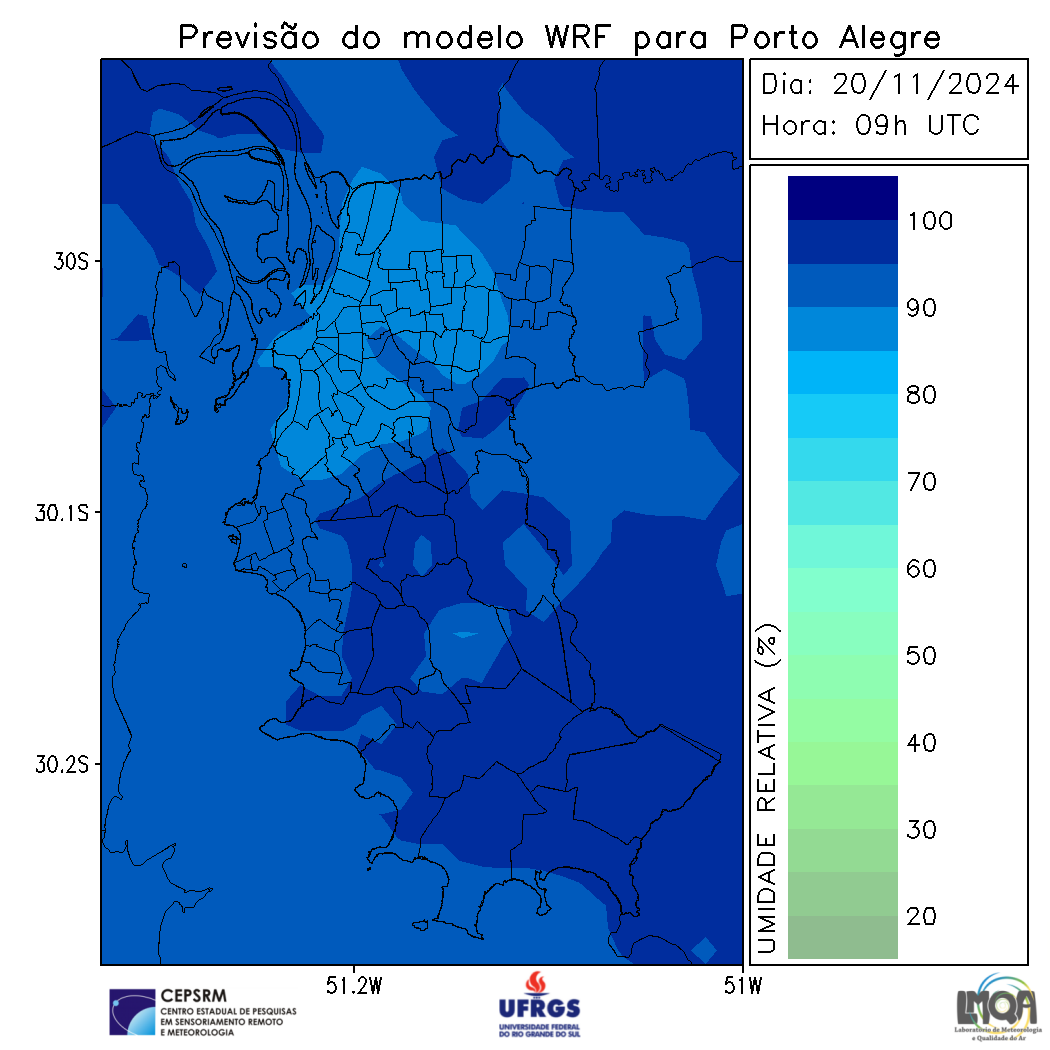 Previsão do modelo WRF para Porto Alegre
Dia: 20/11/2024
Hora: 09h UTC
30S
30.1S
30.2S
51.2W
51W
UMIDADE RELATIVA (%)
100
90
80
70
60
50
40
30
20
CEPSRM
CENTRO ESTADUAL DE PESQUISAS
EM SENSORIAMENTO REMOTO
E METEOROLOGIA
UFRGS
UNIVERSIDADE FEDERAL
DO RIO GRANDE DO SUL
LMQA
Laboratório de Meteorologia
e Qualidade do Ar